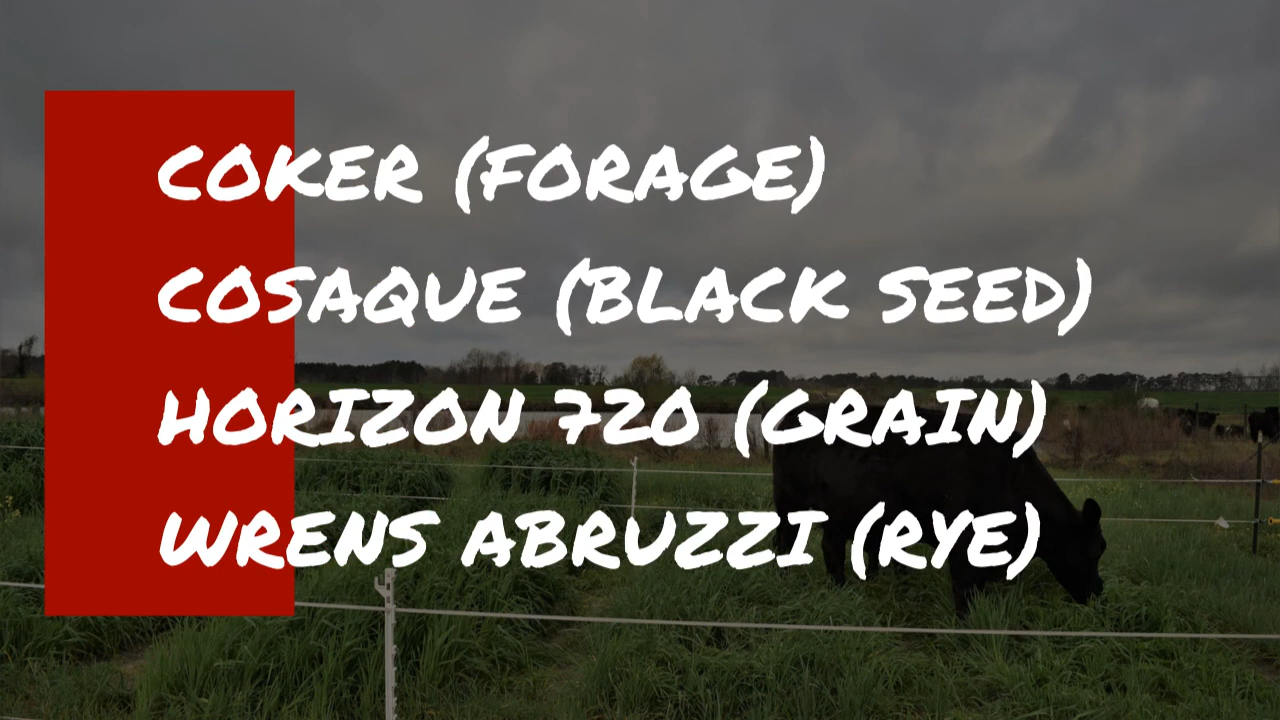 COKER (FORAGE)
COSAQUE (BLACK SEED)
HORIZON 720 (GRAIN)
WRENS ABRUZZI (RYE)